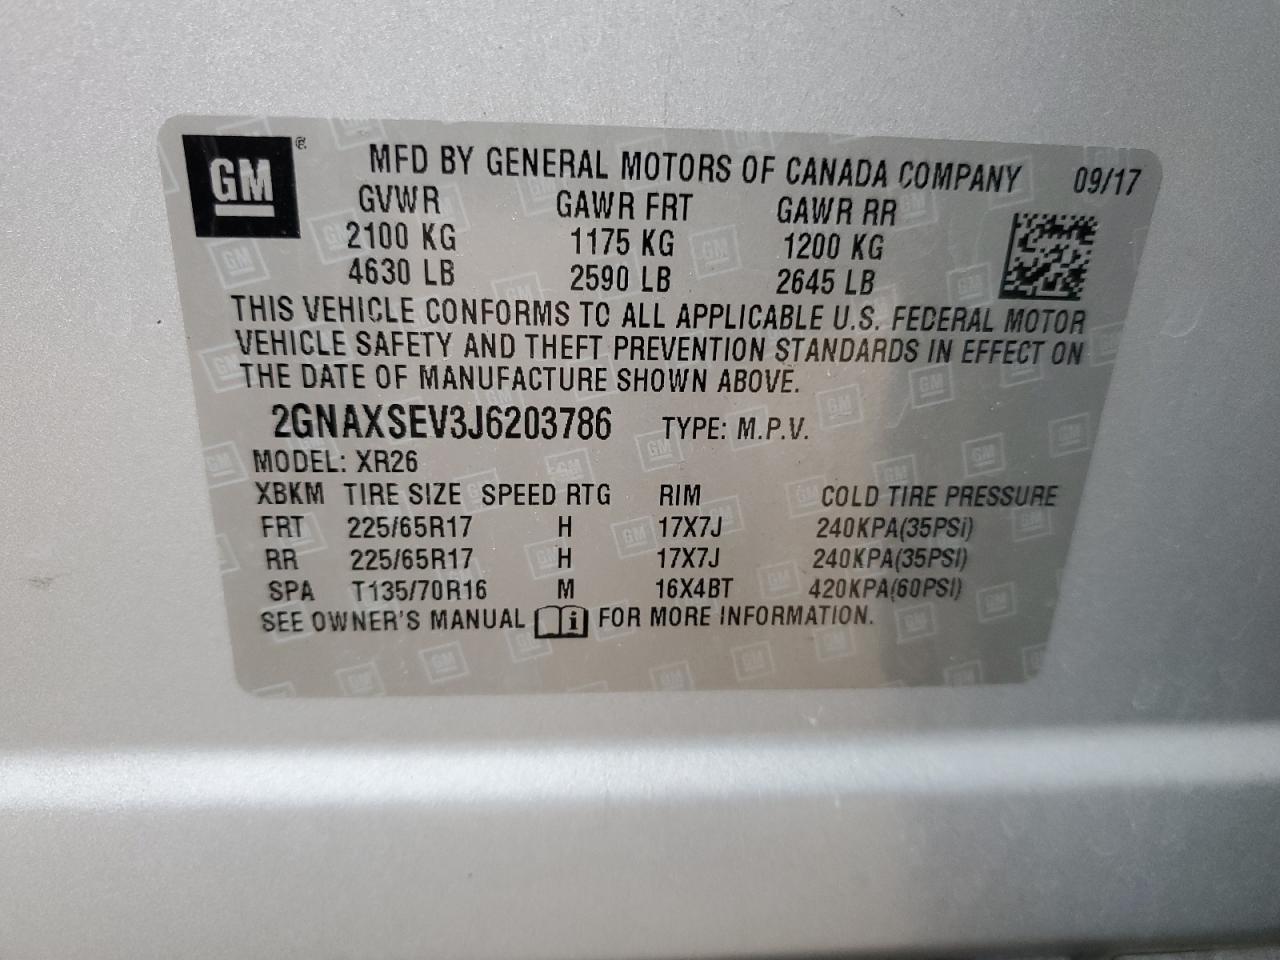 GM ® MFD BY GENERAL MOTORS OF CANADA COMPANY 09/17
GVWR GAWR FRT GAWR RR
2100 KG 1175 KG 1200 KG
4630 LB 2590 LB 2645 LB
THIS VEHICLE CONFORMS TO ALL APPLICABLE U.S. FEDERAL MOTOR
VEHICLE SAFETY AND THEFT PREVENTION STANDARDS IN EFFECT ON
THE DATE OF MANUFACTURE SHOWN ABOVE.
2GNAXSEV3J6203786 TYPE: M.P.V.
MODEL: XR26
XBKM TIRE SIZE SPEED RTG RIM COLD TIRE PRESSURE
FRT 225/65R17 H 17X7J 240KPA(35PSI)
RR 225/65R17 H 17X7J 240KPA(35PSI)
SPA T135/70R16 M 16X4BT 420KPA(60PSI)
SEE OWNER'S MANUAL i FOR MORE INFORMATION.